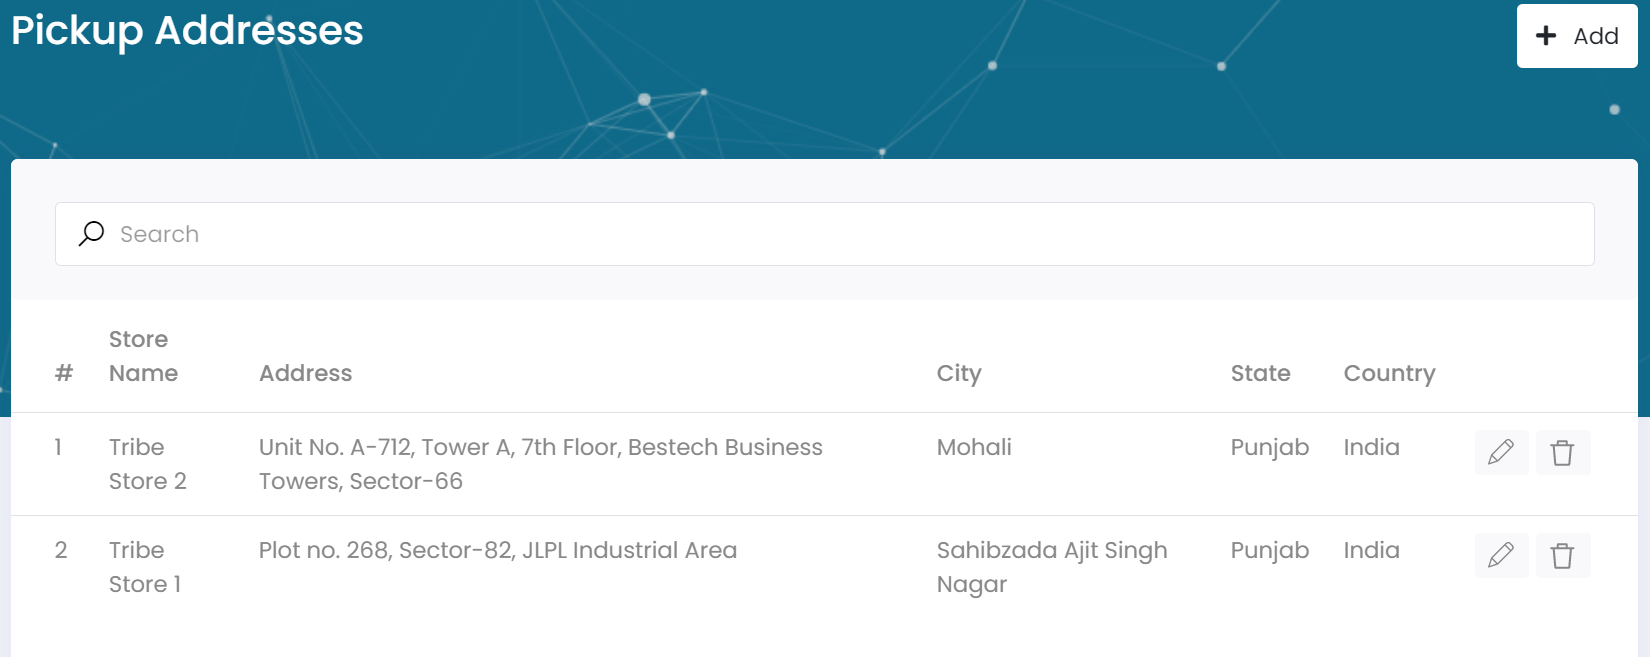 Pickup Addresses
Add
Search
# Store Name Address City State Country
1 Tribe Store 2 Unit No. A-712, Tower A, 7th Floor, Bestech Business Towers, Sector-66 Mohali Punjab India
2 Tribe Store 1 Plot no. 268, Sector-82, JLPL Industrial Area Sahibzada Ajit Singh Nagar Punjab India